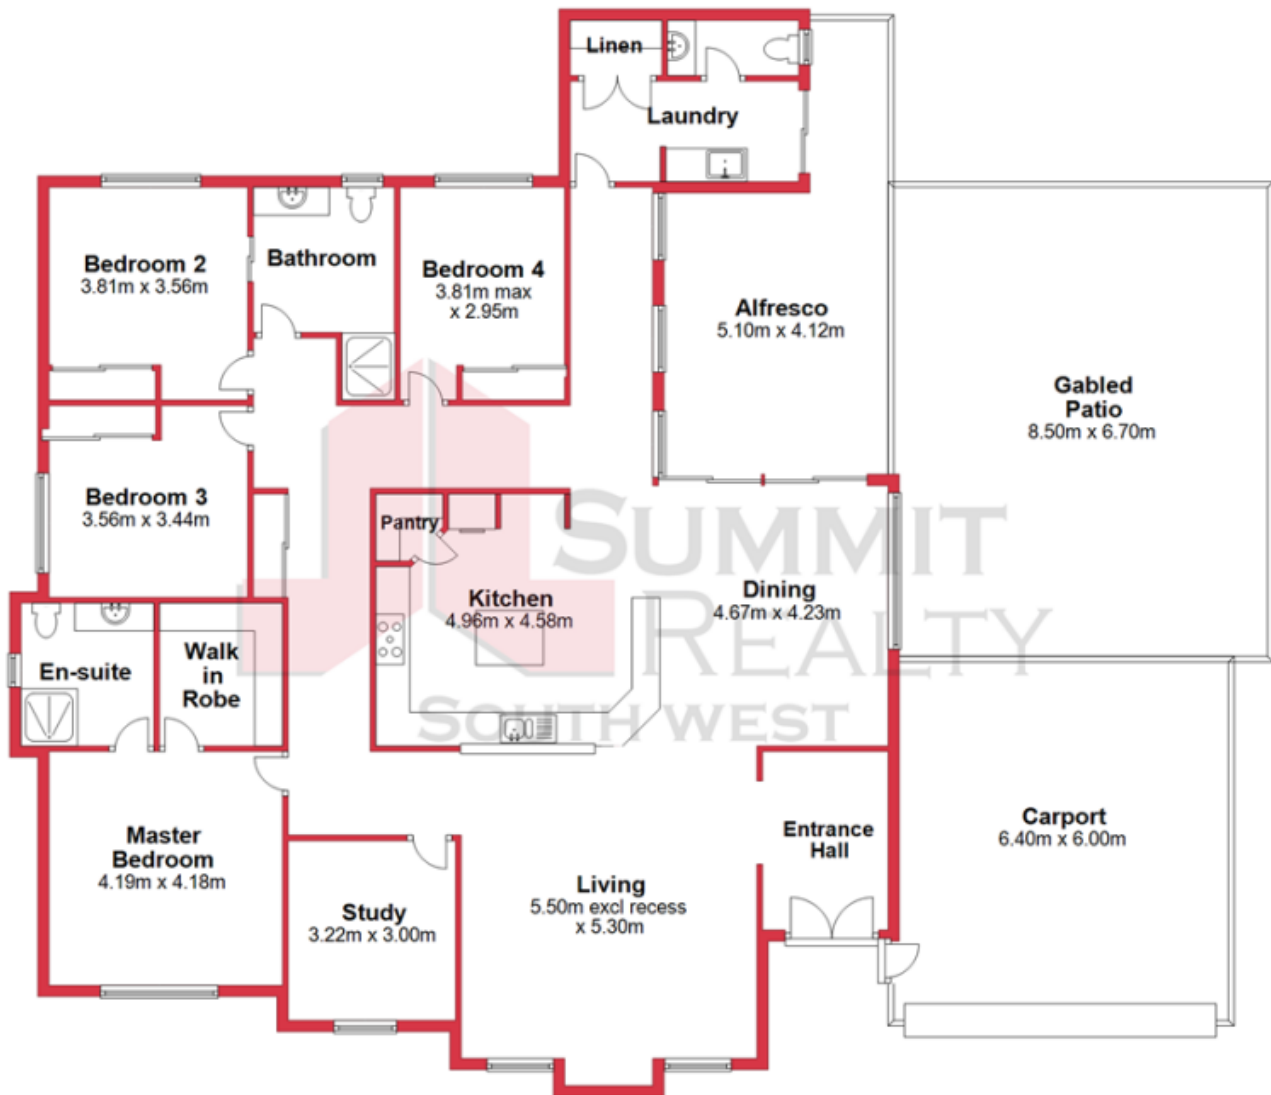 Linen
Laundry
Bedroom 2
3.81m x 3.56m
Bathroom
Bedroom 4
3.81m max
x 2.95m
Alfresco
5.10m x 4.12m
Gabled
Patio
8.50m x 6.70m
Bedroom 3
3.56m x 3.44m
Pantry
SUMMIT
REALTY
SOUTH WEST
Kitchen
4.96m x 4.58m
Dining
4.67m x 4.23m
En-suite
Walk
in
Robe
Master
Bedroom
4.19m x 4.18m
Study
3.22m x 3.00m
Living
5.50m excl recess
x 5.30m
Entrance
Hall
Carport
6.40m x 6.00m